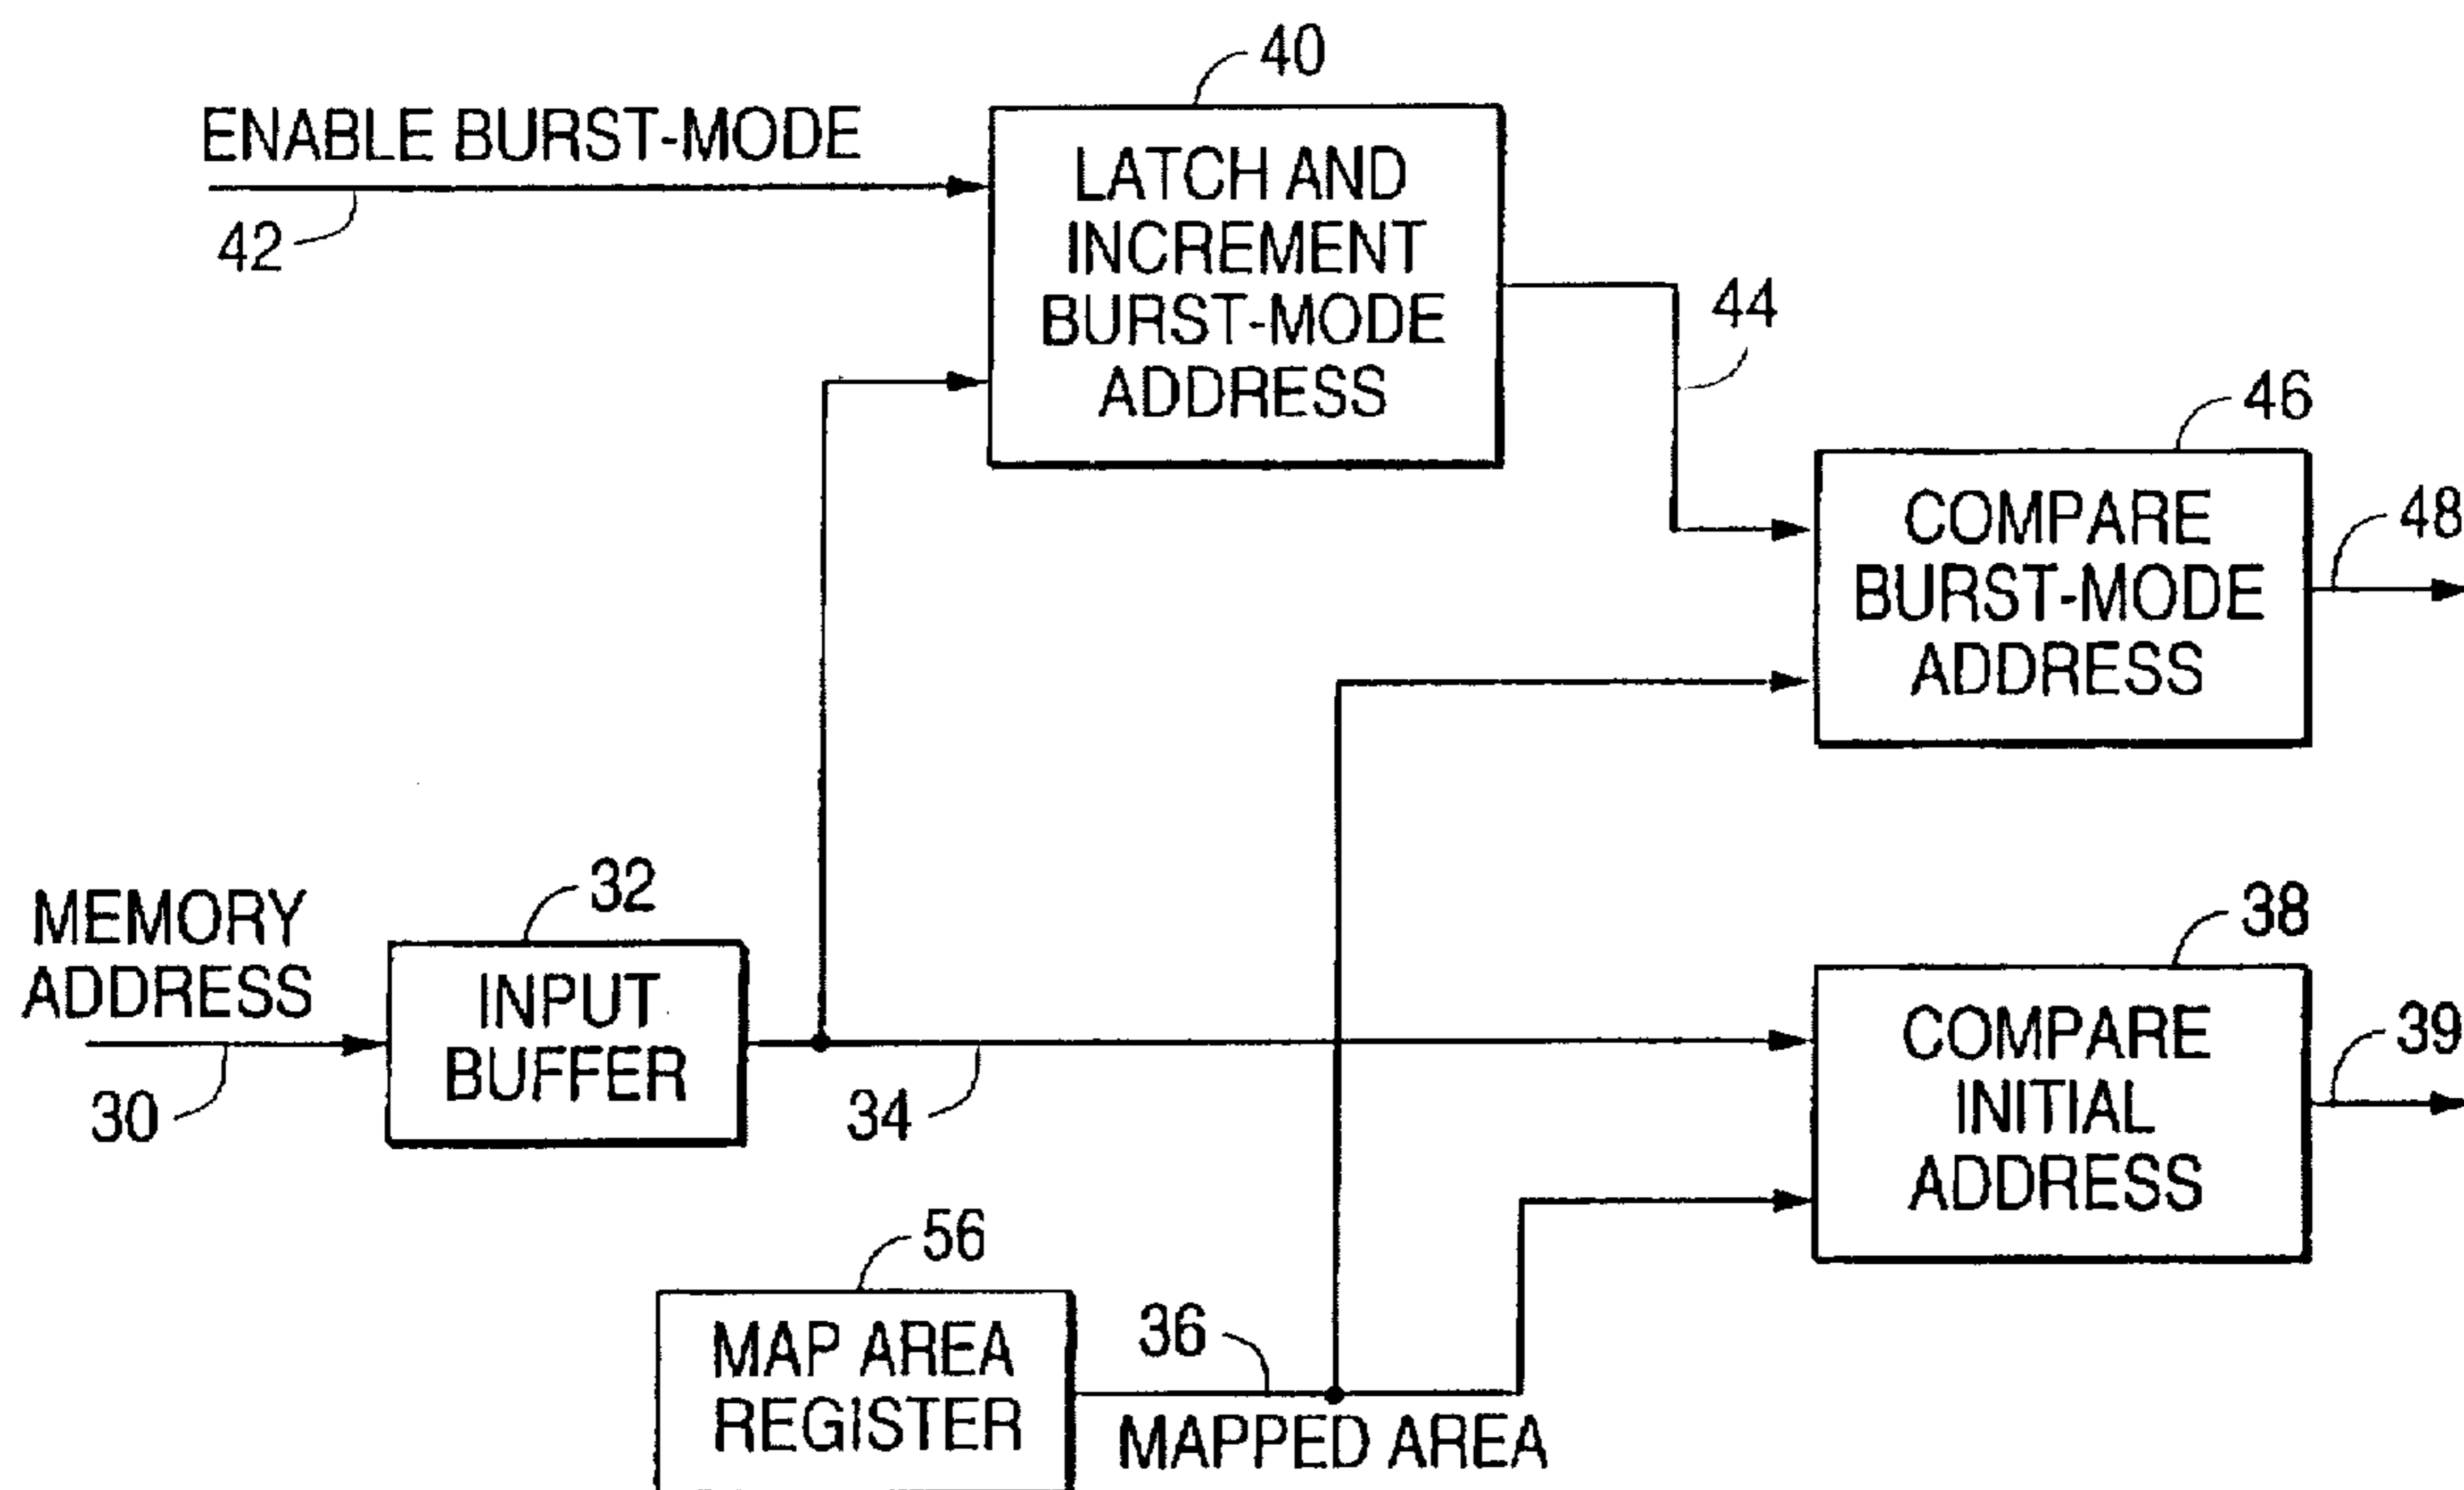 40
ENABLE BURST-MODE
42
LATCH AND
INCREMENT
BURST-MODE
ADDRESS
44
46
COMPARE
BURST-MODE
ADDRESS
48
MEMORY
ADDRESS
30
32
INPUT
BUFFER
34
38
COMPARE
INITIAL
ADDRESS
39
56
MAP AREA
REGISTER
36
MAPPED AREA